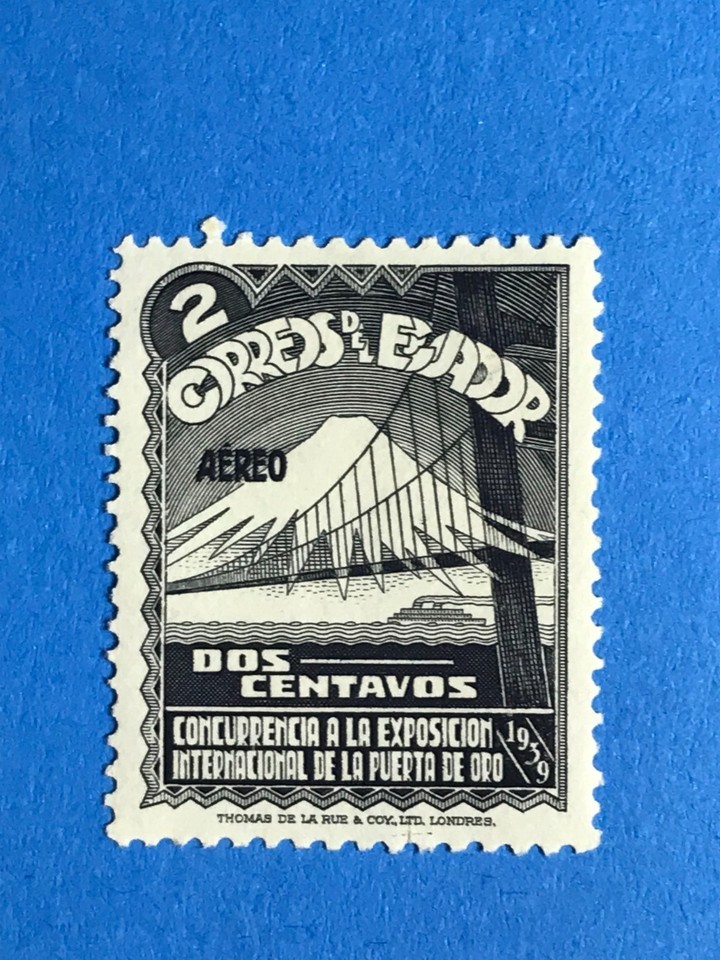 2
CORREOS DEL ECUADOR
AÉREO
DOS
CENTAVOS
CONCURRENCIA A LA EXPOSICION
INTERNACIONAL DE LA PUERTA DE ORO
1939
THOMAS DE LA RUE & COY., LTD. LONDRES.